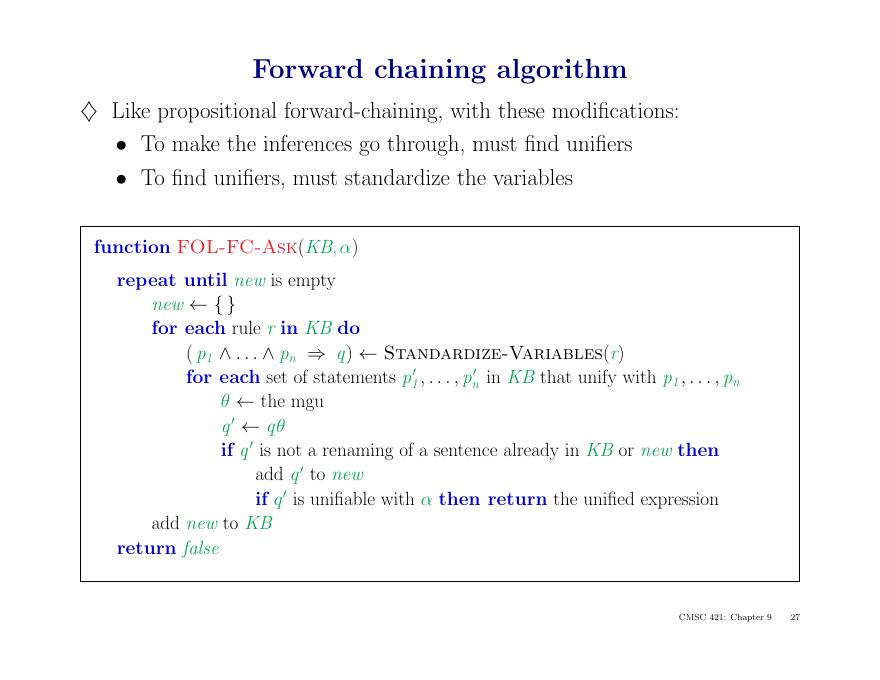 Forward chaining algorithm
♢ Like propositional forward-chaining, with these modifications:
• To make the inferences go through, must find unifiers
• To find unifiers, must standardize the variables
function FOL-FC-Ask(KB, α)
repeat until new is empty
new ← { }
for each rule r in KB do
( p₁ ∧ . . . ∧ pₙ ⇒ q) ← Standardize-Variables(r)
for each set of statements p′₁, . . . , p′ₙ in KB that unify with p₁, . . . , pₙ
θ ← the mgu
q′ ← qθ
if q′ is not a renaming of a sentence already in KB or new then
add q′ to new
if q′ is unifiable with α then return the unified expression
add new to KB
return false
CMSC 421: Chapter 9 27